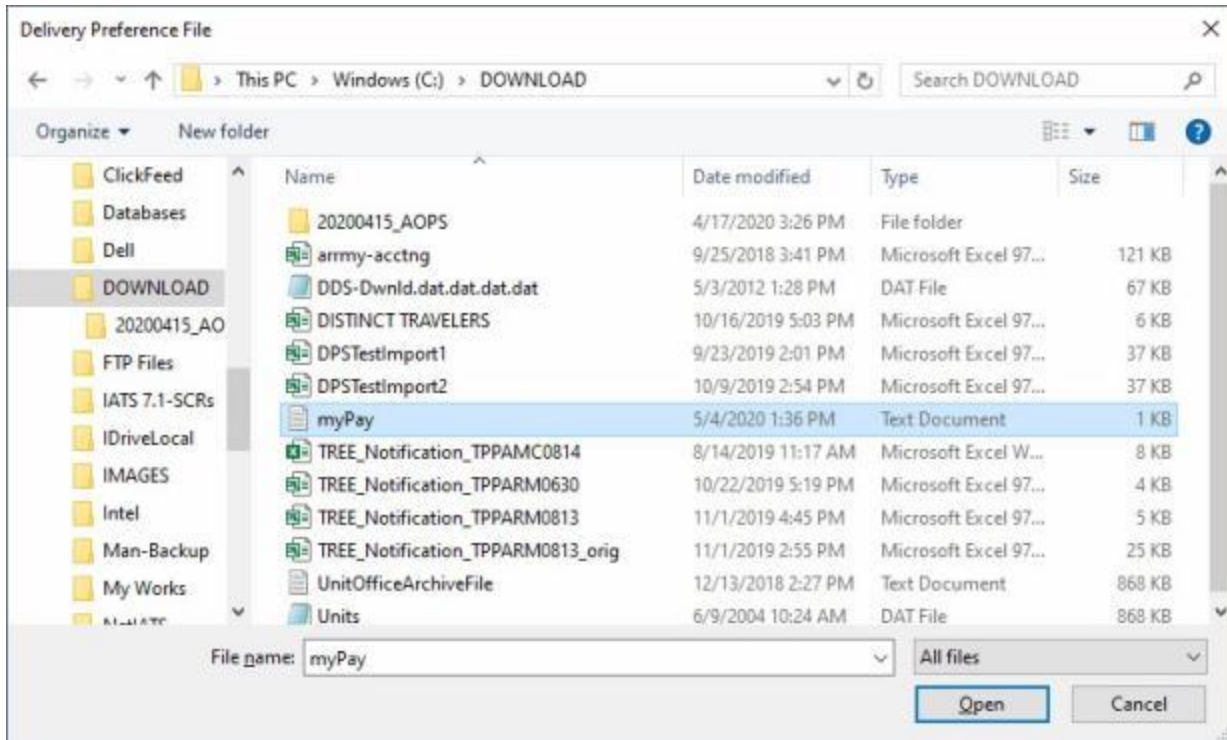 Delivery Preference File
This PC > Windows (C:) > DOWNLOAD
Search DOWNLOAD
Organize
New folder
ClickFeed
Databases
Dell
DOWNLOAD
20200415_AO
FTP Files
IATS 7.1-SCRs
IDriveLocal
IMAGES
Intel
Man-Backup
My Works
Name Date modified Type Size
20200415_AOPS 4/17/2020 3:26 PM File folder
arrmy-acctng 9/25/2018 3:41 PM Microsoft Excel 97... 121 KB
DDS-Dwnld.dat.dat.dat.dat 5/3/2012 1:28 PM DAT File 67 KB
DISTINCT TRAVELERS 10/16/2019 5:03 PM Microsoft Excel 97... 6 KB
DPSTestImport1 9/23/2019 2:01 PM Microsoft Excel 97... 37 KB
DPSTestImport2 10/9/2019 2:54 PM Microsoft Excel 97... 37 KB
myPay 5/4/2020 1:36 PM Text Document 1 KB
TREE_Notification_TPPAMC0814 8/14/2019 11:17 AM Microsoft Excel W... 8 KB
TREE_Notification_TPPARM0630 10/22/2019 5:19 PM Microsoft Excel 97... 4 KB
TREE_Notification_TPPARM0813 11/1/2019 4:45 PM Microsoft Excel 97... 5 KB
TREE_Notification_TPPARM0813_orig 11/1/2019 2:55 PM Microsoft Excel 97... 25 KB
UnitOfficeArchiveFile 12/13/2018 2:27 PM Text Document 868 KB
Units 6/9/2004 10:24 AM DAT File 868 KB
File name: myPay
All files
Open
Cancel